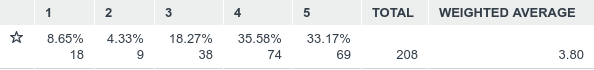 1 2 3 4 5 TOTAL WEIGHTED AVERAGE
8.65% 4.33% 18.27% 35.58% 33.17%
18 9 38 74 69 208 3.80